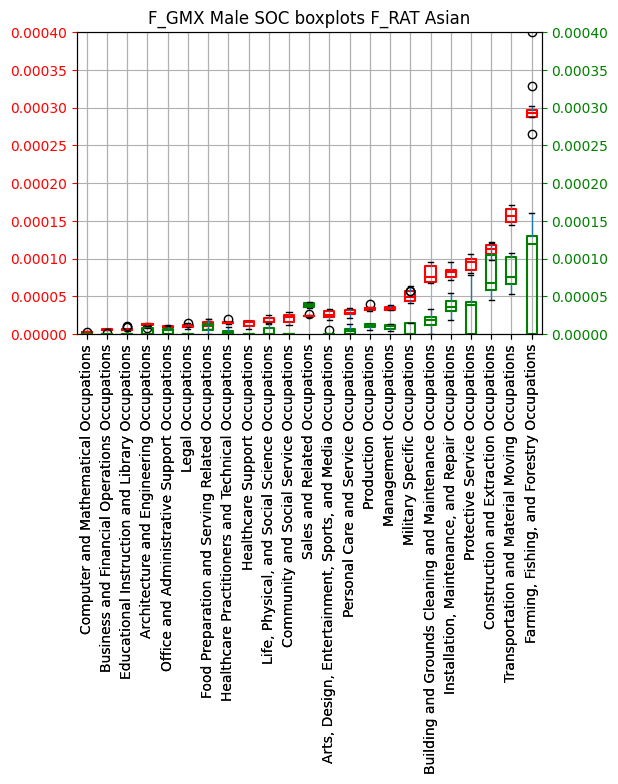 F_GMX Male SOC boxplots F_RAT Asian
0.00040
0.00035
0.00030
0.00025
0.00020
0.00015
0.00010
0.00005
0.00000
0.00040
0.00035
0.00030
0.00025
0.00020
0.00015
0.00010
0.00005
0.00000
Computer and Mathematical Occupations
Business and Financial Operations Occupations
Educational Instruction and Library Occupations
Architecture and Engineering Occupations
Office and Administrative Support Occupations
Legal Occupations
Food Preparation and Serving Related Occupations
Healthcare Practitioners and Technical Occupations
Healthcare Support Occupations
Life, Physical, and Social Science Occupations
Community and Social Service Occupations
Sales and Related Occupations
Arts, Design, Entertainment, Sports, and Media Occupations
Personal Care and Service Occupations
Production Occupations
Management Occupations
Military Specific Occupations
Building and Grounds Cleaning and Maintenance Occupations
Installation, Maintenance, and Repair Occupations
Protective Service Occupations
Construction and Extraction Occupations
Transportation and Material Moving Occupations
Farming, Fishing, and Forestry Occupations